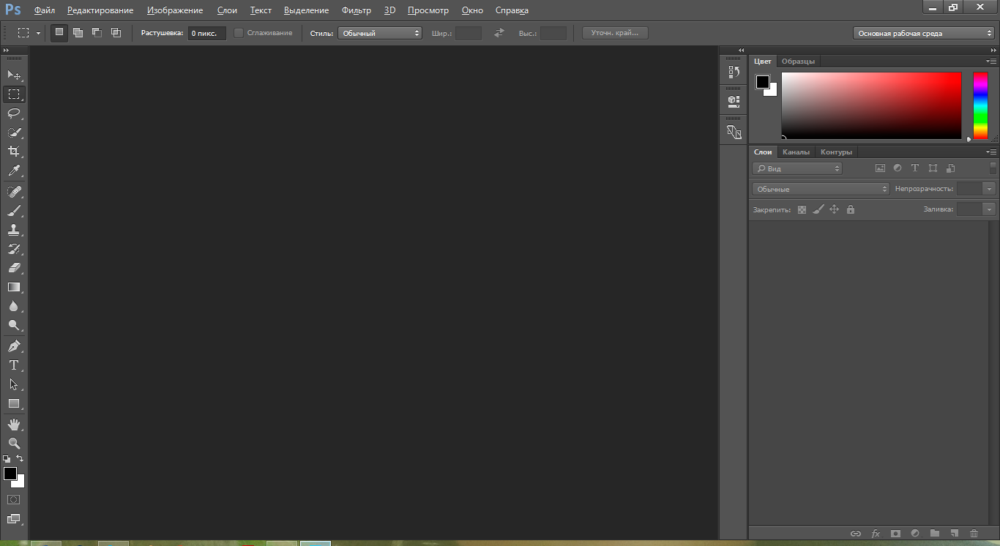 Ps Файл Редактирование Изображение Слои Текст Выделение Фильтр 3D Просмотр Окно Справка
Растушевка: 0 пикс. Сглаживание Стиль: Обычный Шир.: Выс.: Уточн. край... Основная рабочая среда
Цвет Образцы
Слои Каналы Контуры
Вид
Обычные Непрозрачность:
Закрепить: Заливка:
T
fx